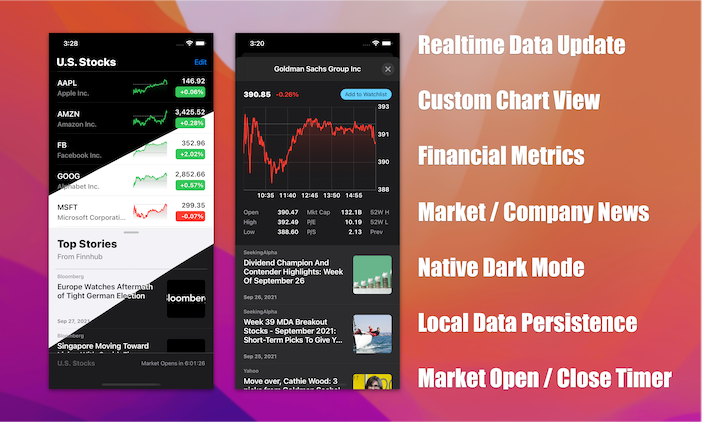 3:28
U.S. Stocks
Edit
AAPL
146.92
Apple Inc.
+0.06%
AMZN
3,425.52
Amazon Inc.
+0.28%
FB
352.96
Facebook Inc.
+2.02%
GOOG
2,852.66
Alphabet Inc.
+0.57%
MSFT
299.35
Microsoft Corporati...
-0.07%
Top Stories
From Finnhub
Bloomberg
Europe Watches Aftermath
of Tight German Election
Bloomberg
Sep 27, 2021
Bloomberg
Singapore Moving Toward
U.S. Stocks
Market Opens in 6:01:26
3:20
Goldman Sachs Group Inc
390.85
-0.26%
Add to Watchlist
393
391
390
388
10:35 11:40 12:45 13:50 14:55
Open 390.47 Mkt Cap 132.1B 52W H
High 392.49 P/E 10.19 52W L
Low 388.60 P/S 2.13 Prev
SeekingAlpha
Dividend Champion And
Contender Highlights: Week
Of September 26
Sep 26, 2021
SeekingAlpha
Week 39 MDA Breakout
Stocks - September 2021:
Short-Term Picks To Give Y...
Sep 25, 2021
Yahoo
Move over, Cathie Wood: 3
Realtime Data Update
Custom Chart View
Financial Metrics
Market / Company News
Native Dark Mode
Local Data Persistence
Market Open / Close Timer